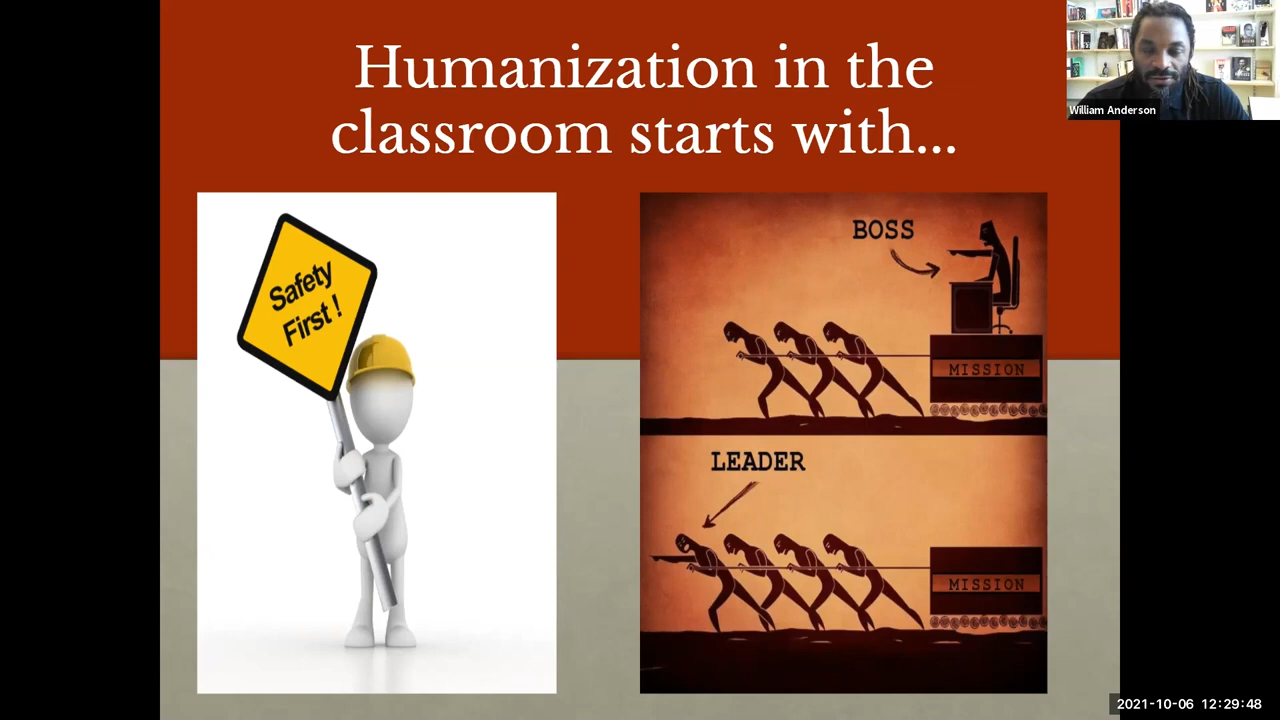 Humanization in the
classroom starts with...
William Anderson
Safety
First !
BOSS
MISSION
LEADER
MISSION
2021-10-06 12:29:48